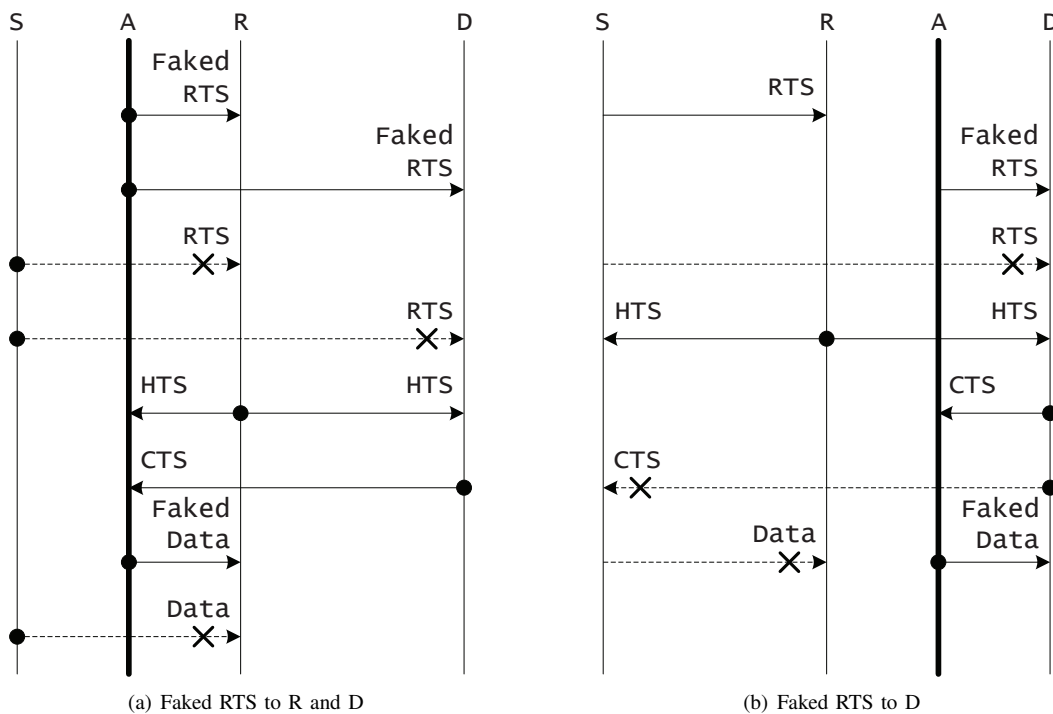 S A R D
Faked
RTS
Faked
RTS
RTS
RTS
HTS HTS
CTS
Faked
Data
Data
(a) Faked RTS to R and D
S R A D
RTS
Faked
RTS
RTS
HTS HTS
CTS
CTS
Faked
Data
Data
(b) Faked RTS to D